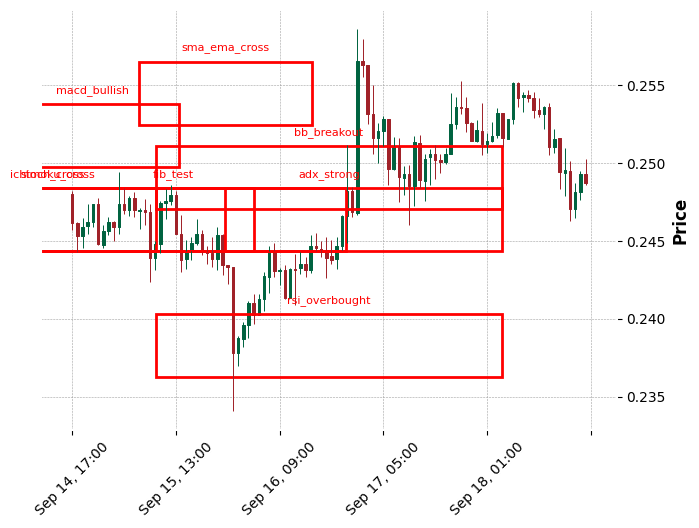 sma_ema_cross
macd_bullish
bb_breakout
fib_test
adx_strong
rsi_overbought
0.255
0.250
0.245
0.240
0.235
Price
Sep 14, 17:00
Sep 15, 13:00
Sep 16, 09:00
Sep 17, 05:00
Sep 18, 01:00